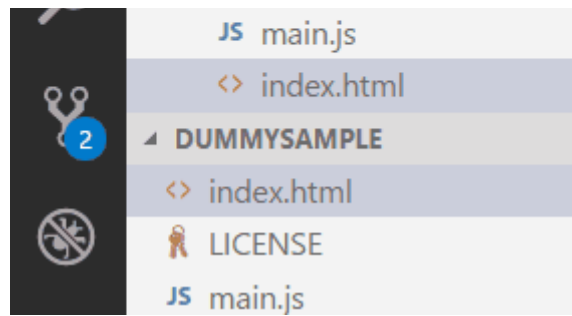 JS main.js
<> index.html
2
DUMMYSAMPLE
<> index.html
LICENSE
JS main.js